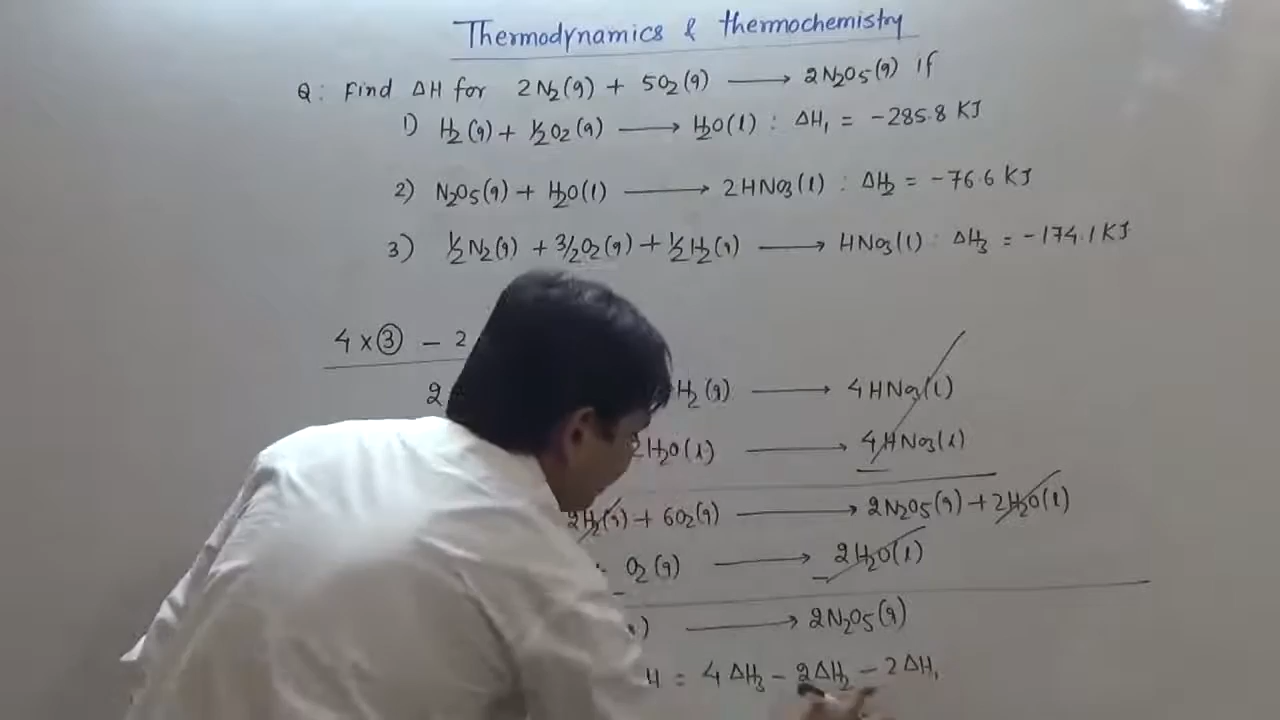 Thermodynamics & thermochemistry
Q: Find ΔH for 2N₂(g) + 5O₂(g) ⟶ 2N₂O₅(g) if
1) H₂(g) + ½O₂(g) ⟶ H₂O(l) : ΔH₁ = -285.8 KJ
2) N₂O₅(g) + H₂O(l) ⟶ 2HNO₃(l) : ΔH₂ = -76.6 KJ
3) ½N₂(g) + 3/2O₂(g) + ½H₂(g) ⟶ HNO₃(l) : ΔH₃ = -174.1 KJ
4 × ③ - 2
2 H₂(g) ⟶ 4HNO₃(l)
2H₂O(l) ⟶ 4HNO₃(l)
2H₂(g) + 6O₂(g) ⟶ 2N₂O₅(g) + 2H₂O(l)
O₂(g) ⟶ 2H₂O(l)
⟶ 2N₂O₅(g)
H = 4ΔH₃ - 2ΔH₂ - 2ΔH₁